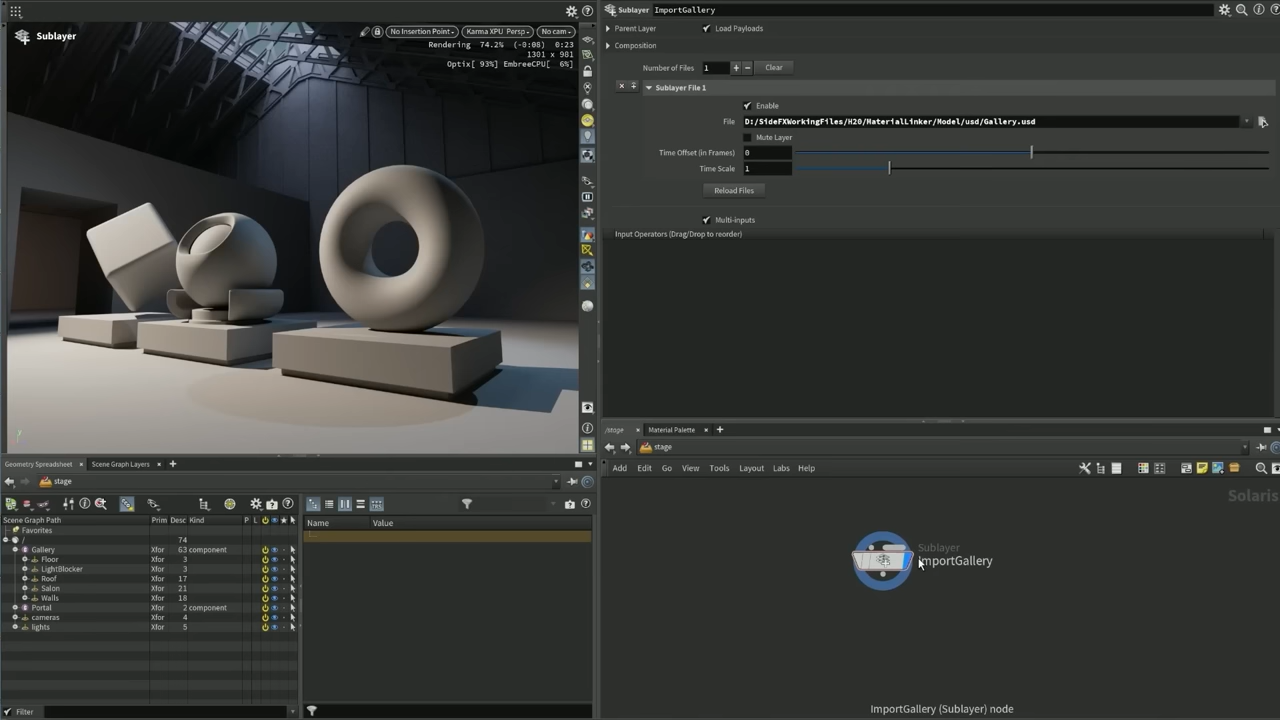 Sublayer
No Insertion Point
Karma XPU Persp
No cam
Rendering 74.2% (-0:08) 0:23
1301 x 981
Optix[ 93%] EmbreeCPU[ 6%]
Sublayer ImportGallery
Parent Layer
Load Payloads
Composition
Number of Files 1 Clear
Sublayer File 1
Enable
File D:/SideFXWorkingFiles/H20/MaterialLinker/Model/usd/Gallery.usd
Mute Layer
Time Offset (in Frames) 0
Time Scale 1
Reload Files
Multi-inputs
Input Operators (Drag/Drop to reorder)
/stage Material Palette
stage
Add Edit Go View Tools Layout Labs Help
Solaris
Sublayer
ImportGallery
ImportGallery (Sublayer) node
Geometry Spreadsheet Scene Graph Layers
stage
Scene Graph Path Prim Desc Kind P L
Favorites
/ 74
Gallery Xfor 63 component
Floor Xfor 3
LightBlocker Xfor 3
Roof Xfor 17
Salon Xfor 21
Walls Xfor 18
Portal Xfor 2 component
cameras Xfor 4
lights Xfor 5
Filter
Name Value